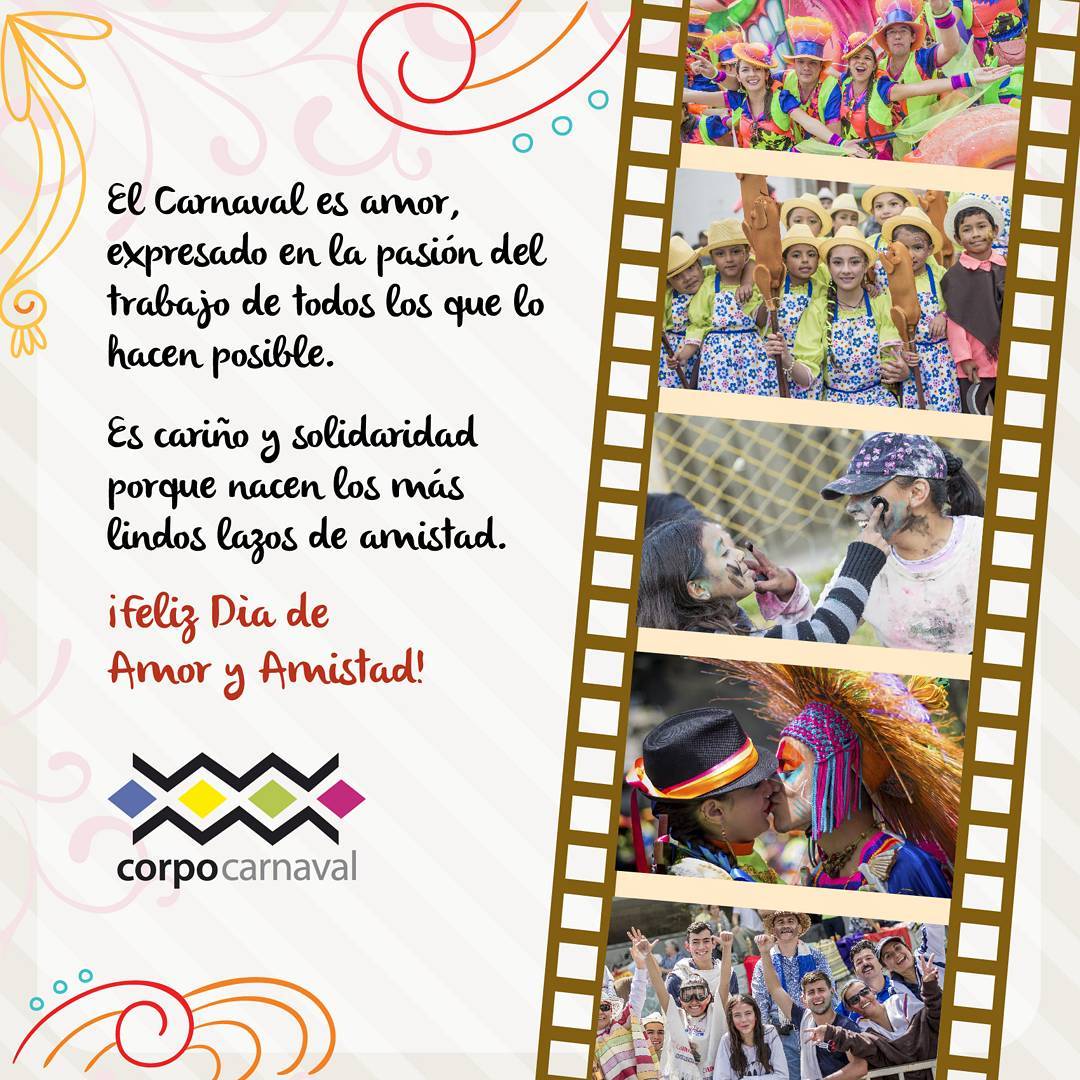 El Carnaval es amor,
expresado en la pasión del
trabajo de todos los que lo
hacen posible.
Es cariño y solidaridad
porque nacen los más
lindos lazos de amistad.
¡Feliz Dia de
Amor y Amistad!
corpocarnaval